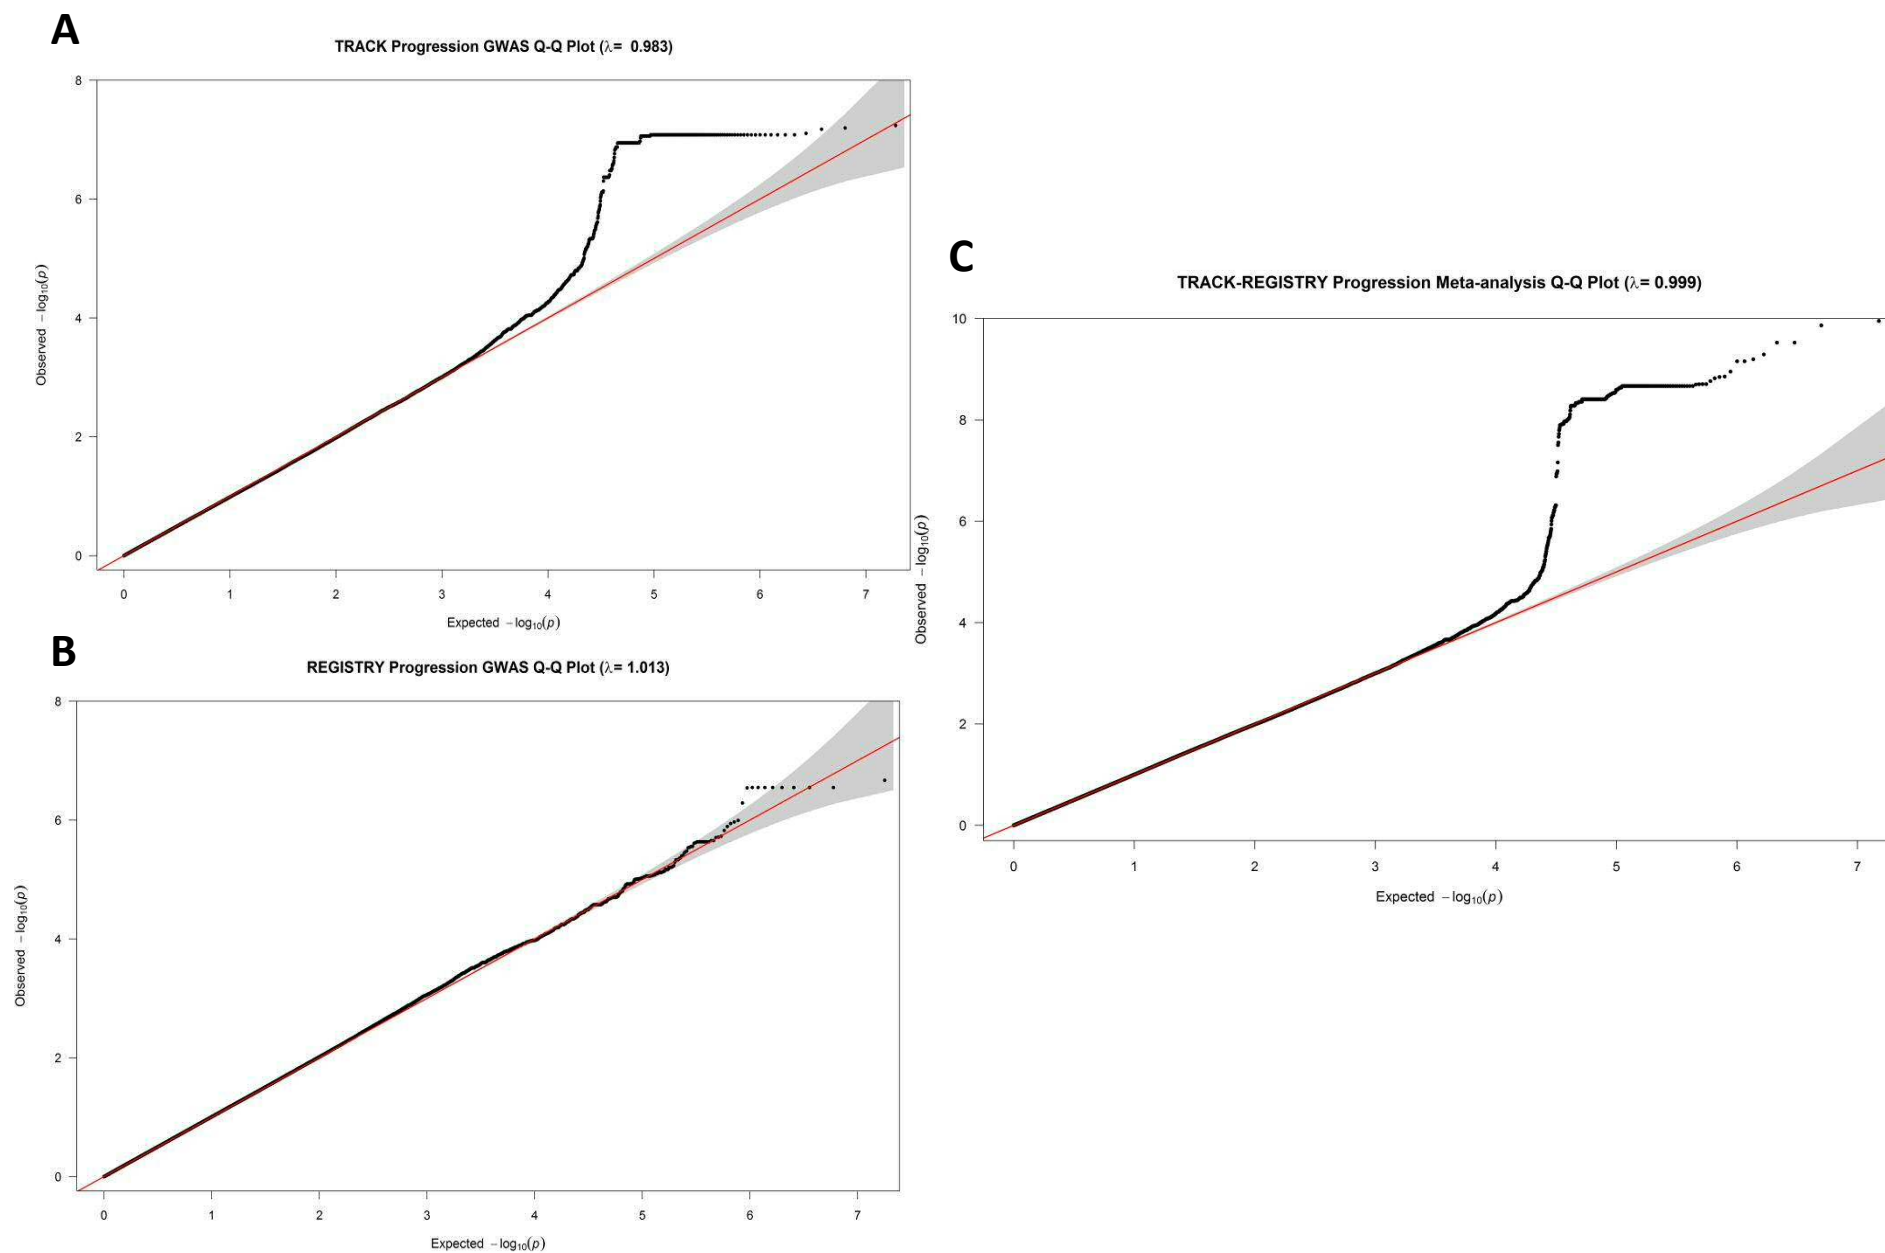 A
TRACK Progression GWAS Q-Q Plot (λ= 0.983)
8
6
4
2
0
Observed −log10(p)
0 1 2 3 4 5 6 7
Expected −log10(p)
B
REGISTRY Progression GWAS Q-Q Plot (λ= 1.013)
8
6
4
2
0
Observed −log10(p)
0 1 2 3 4 5 6 7
Expected −log10(p)
C
TRACK-REGISTRY Progression Meta-analysis Q-Q Plot (λ= 0.999)
10
8
6
4
2
0
Observed −log10(p)
0 1 2 3 4 5 6 7
Expected −log10(p)